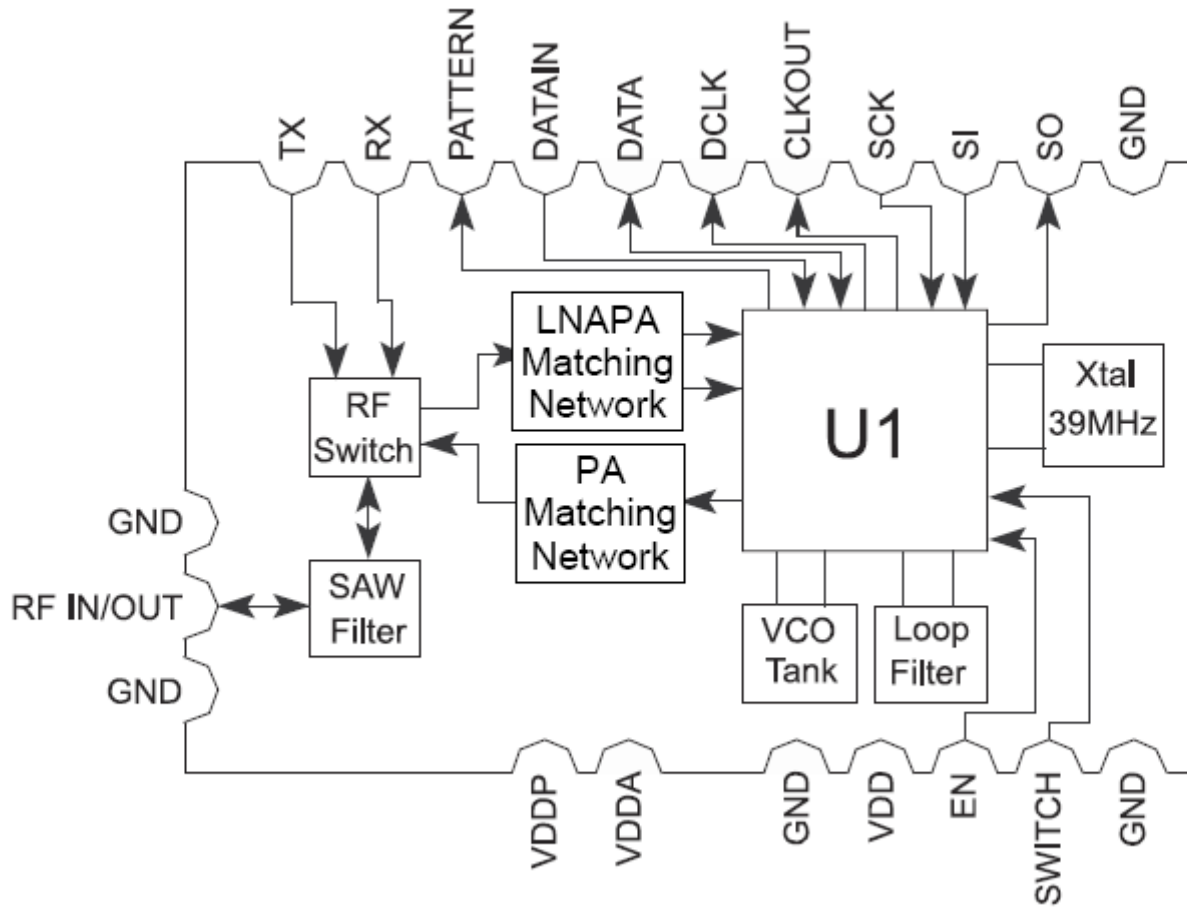 TX
RX
PATTERN
DATAIN
DATA
DCLK
CLKOUT
SCK
SI
SO
GND
LNAPA
Matching
Network
RF
Switch
PA
Matching
Network
U1
Xtal
39MHz
GND
RF IN/OUT
GND
SAW
Filter
VCO
Tank
Loop
Filter
VDDP
VDDA
GND
VDD
EN
SWITCH
GND